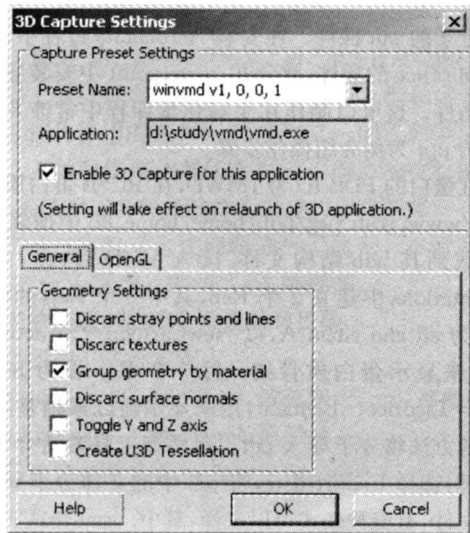 3D Capture Settings
Capture Preset Settings
Preset Name: winvmd v1, 0, 0, 1
Application: d:\study\vmd\vmd.exe
Enable 3D Capture for this application
(Setting will take effect on relaunch of 3D application.)
General OpenGL
Geometry Settings
Discarc stray points and lines
Discarc textures
Group geometry by material
Discarc surface normals
Toggle Y and Z axis
Create U3D Tessellation
Help OK Cancel